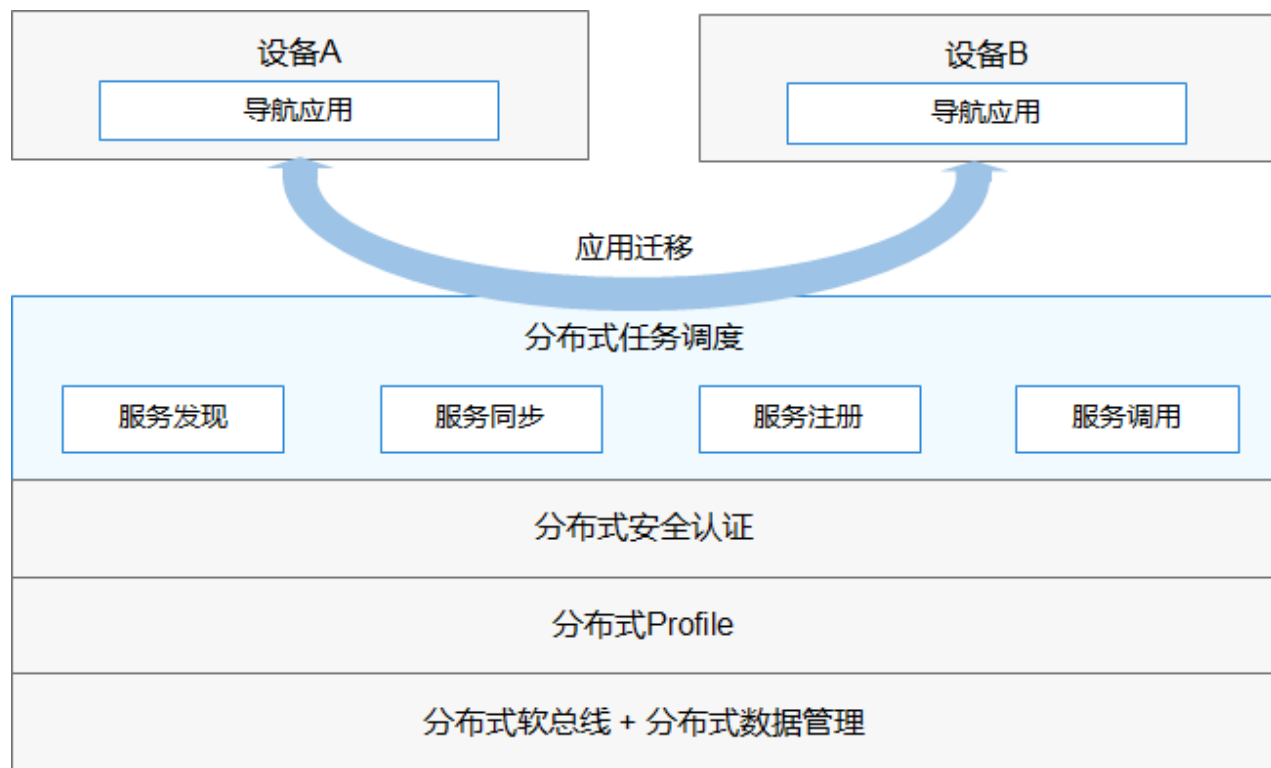 设备A
导航应用
设备B
导航应用
应用迁移
分布式任务调度
服务发现
服务同步
服务注册
服务调用
分布式安全认证
分布式Profile
分布式软总线 + 分布式数据管理